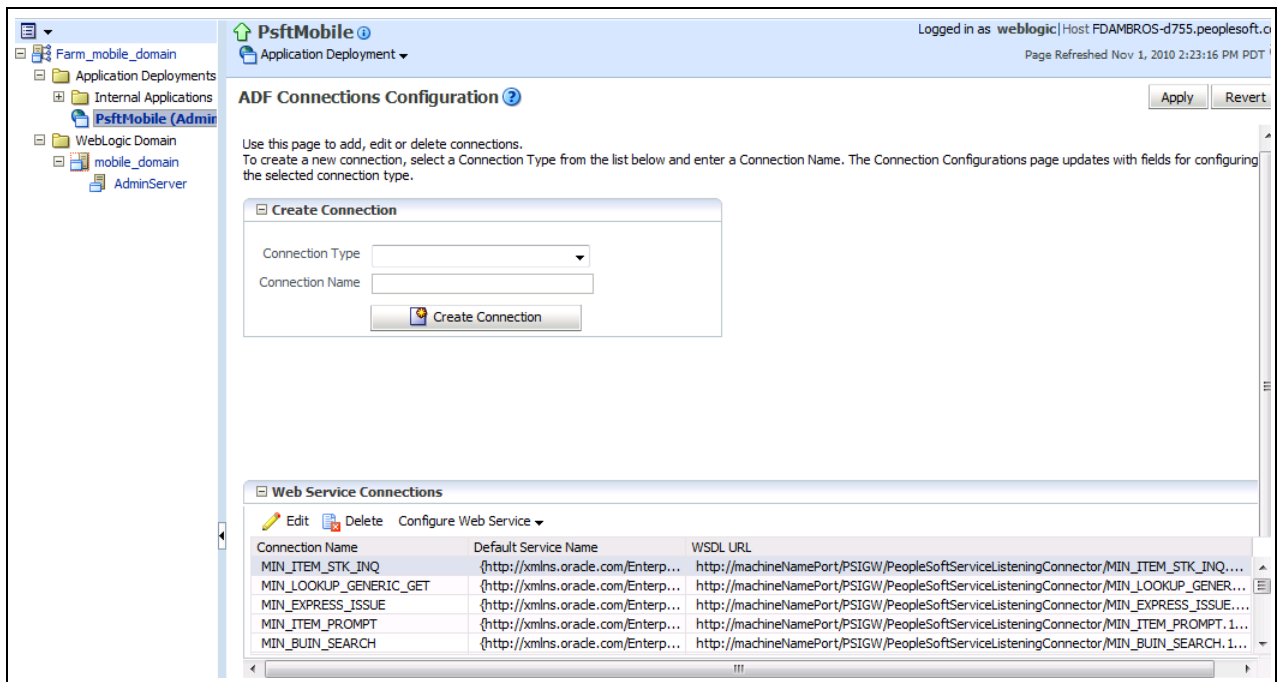 PsftMobile
Logged in as weblogic|Host FDAMBROS-d755.peoplesoft.c
Farm_mobile_domain
Application Deployment
Page Refreshed Nov 1, 2010 2:23:16 PM PDT
Application Deployments
Internal Applications
PsftMobile (Admin
WebLogic Domain
mobile_domain
AdminServer
ADF Connections Configuration
Apply
Revert
Use this page to add, edit or delete connections.
To create a new connection, select a Connection Type from the list below and enter a Connection Name. The Connection Configurations page updates with fields for configuring
the selected connection type.
Create Connection
Connection Type
Connection Name
Create Connection
Web Service Connections
Edit Delete Configure Web Service
Connection Name Default Service Name WSDL URL
MIN_ITEM_STK_INQ {http://xmlns.oracle.com/Enterp... http://machineNamePort/PSIGW/PeopleSoftServiceListeningConnector/MIN_ITEM_STK_INQ....
MIN_LOOKUP_GENERIC_GET {http://xmlns.oracle.com/Enterp... http://machineNamePort/PSIGW/PeopleSoftServiceListeningConnector/MIN_LOOKUP_GENER...
MIN_EXPRESS_ISSUE {http://xmlns.oracle.com/Enterp... http://machineNamePort/PSIGW/PeopleSoftServiceListeningConnector/MIN_EXPRESS_ISSUE....
MIN_ITEM_PROMPT {http://xmlns.oracle.com/Enterp... http://machineNamePort/PSIGW/PeopleSoftServiceListeningConnector/MIN_ITEM_PROMPT.1...
MIN_BUIN_SEARCH {http://xmlns.oracle.com/Enterp... http://machineNamePort/PSIGW/PeopleSoftServiceListeningConnector/MIN_BUIN_SEARCH.1...